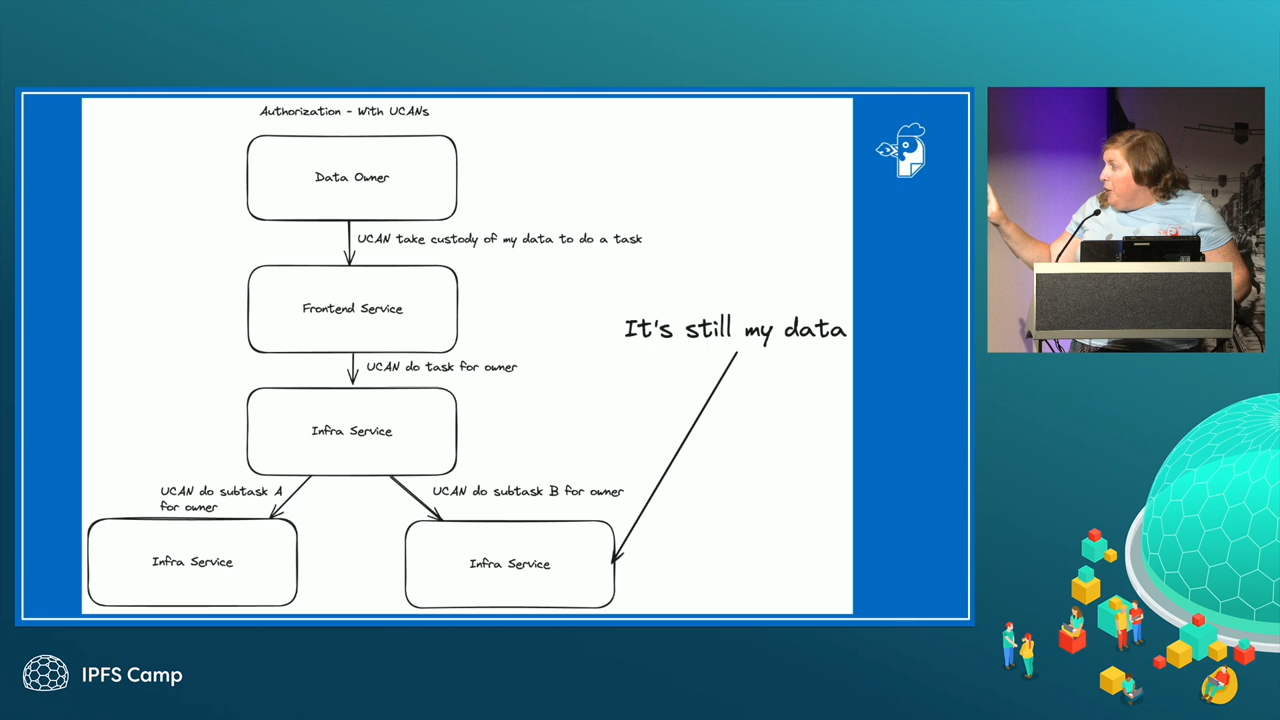 Authorization - With UCANs
Data Owner
UCAN take custody of my data to do a task
Frontend Service
It's still my data
UCAN do task for owner
Infra Service
UCAN do subtask A
for owner
UCAN do subtask B for owner
Infra Service
Infra Service
IPFS Camp